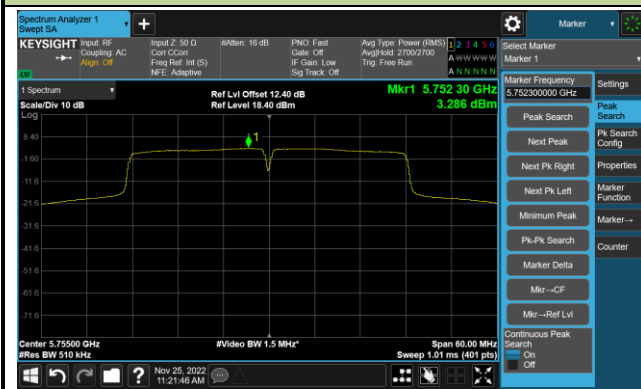 Spectrum Analyzer 1
Swept SA
+
Marker
KEYSIGHT
Input: RF
Coupling: AC
Align: Off
Input Z: 50 Ω
Corr CCorr
Freq Ref: Int (S)
NFE: Adaptive
#Atten: 16 dB
PNO: Fast
Gate: Off
IF Gain: Low
Sig Track: Off
Avg Type: Power (RMS)
Avg|Hold: 2700/2700
Trig: Free Run
1 2 3 4 5 6
A W W W W W
A N N N N N
Select Marker
Marker 1
1 Spectrum
Scale/Div 10 dB
Log
Ref Lvl Offset 12.40 dB
Ref Level 18.40 dBm
Mkr1 5.752 30 GHz
3.286 dBm
8.40
-1.60
-11.6
-21.6
-31.6
-41.6
-51.6
-61.6
-71.6
1
Center 5.75500 GHz
#Res BW 510 kHz
#Video BW 1.5 MHz*
Span 60.00 MHz
Sweep 1.01 ms (401 pts)
Marker Frequency
5.752300000 GHz
Peak Search
Next Peak
Next Pk Right
Next Pk Left
Minimum Peak
Pk-Pk Search
Marker Delta
Mkr→CF
Mkr→Ref Lvl
Continuous Peak
Search
On
Off
Settings
Peak
Search
Pk Search
Config
Properties
Marker
Function
Marker→
Counter
?
Nov 25, 2022
11:21:46 AM